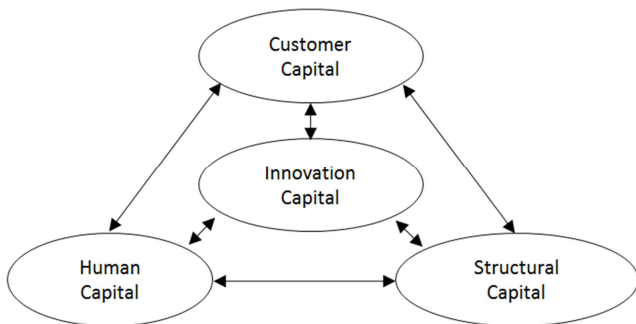 Customer
Capital
Innovation
Capital
Human
Capital
Structural
Capital